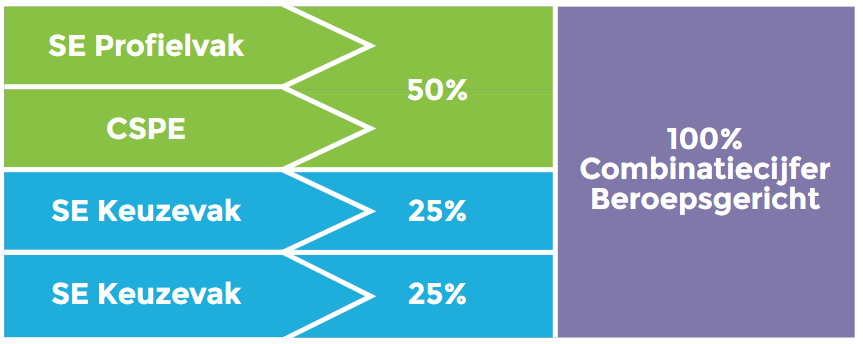 SE Profielvak
50%
CSPE
SE Keuzevak
25%
SE Keuzevak
25%
100%
Combinatiecijfer
Beroepsgericht